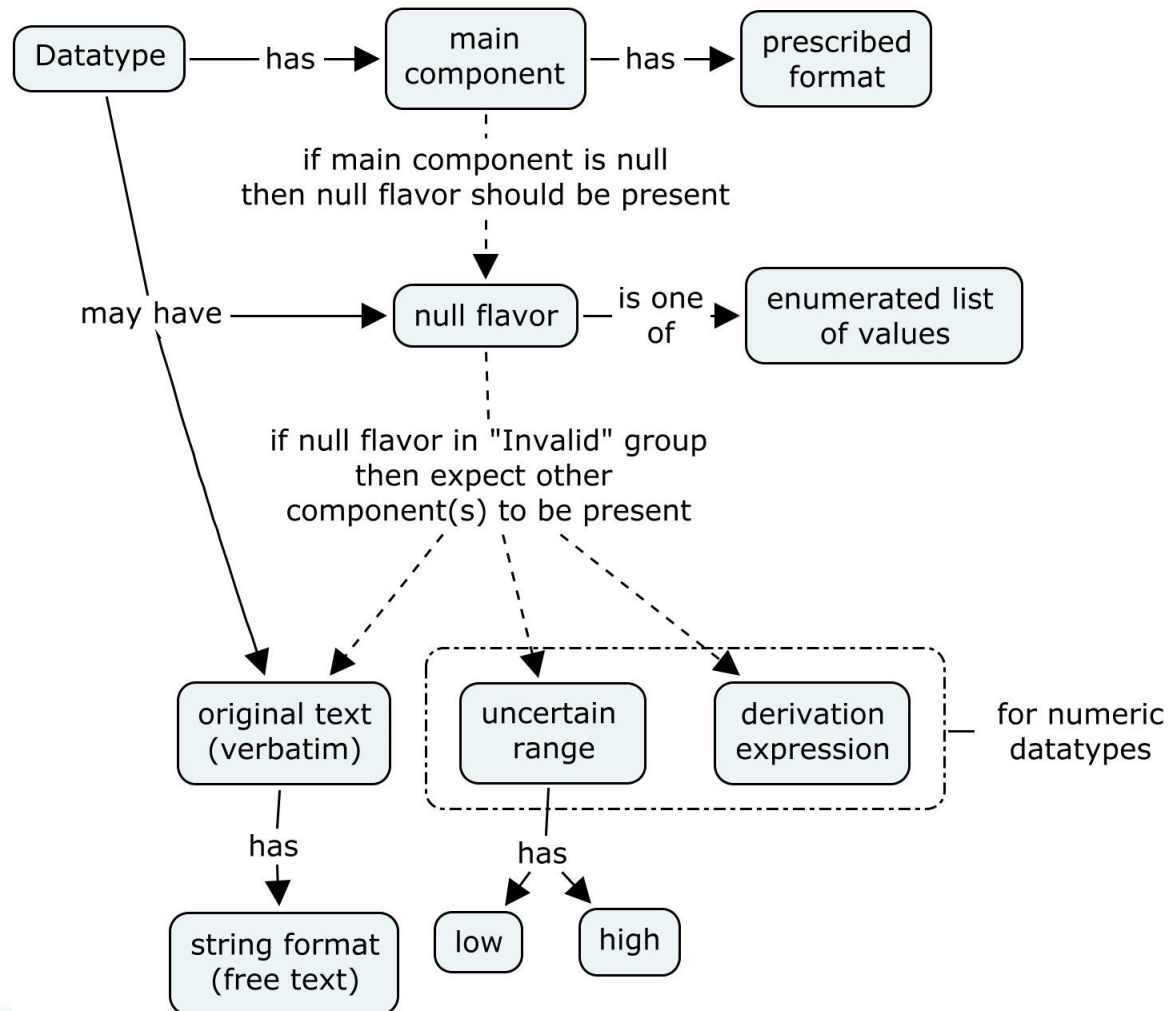 Datatype
has
main
component
has
prescribed
format
if main component is null
then null flavor should be present
may have
null flavor
is one
of
enumerated list
of values
if null flavor in "Invalid" group
then expect other
component(s) to be present
original text
(verbatim)
uncertain
range
derivation
expression
for numeric
datatypes
has
has
string format
(free text)
low
high